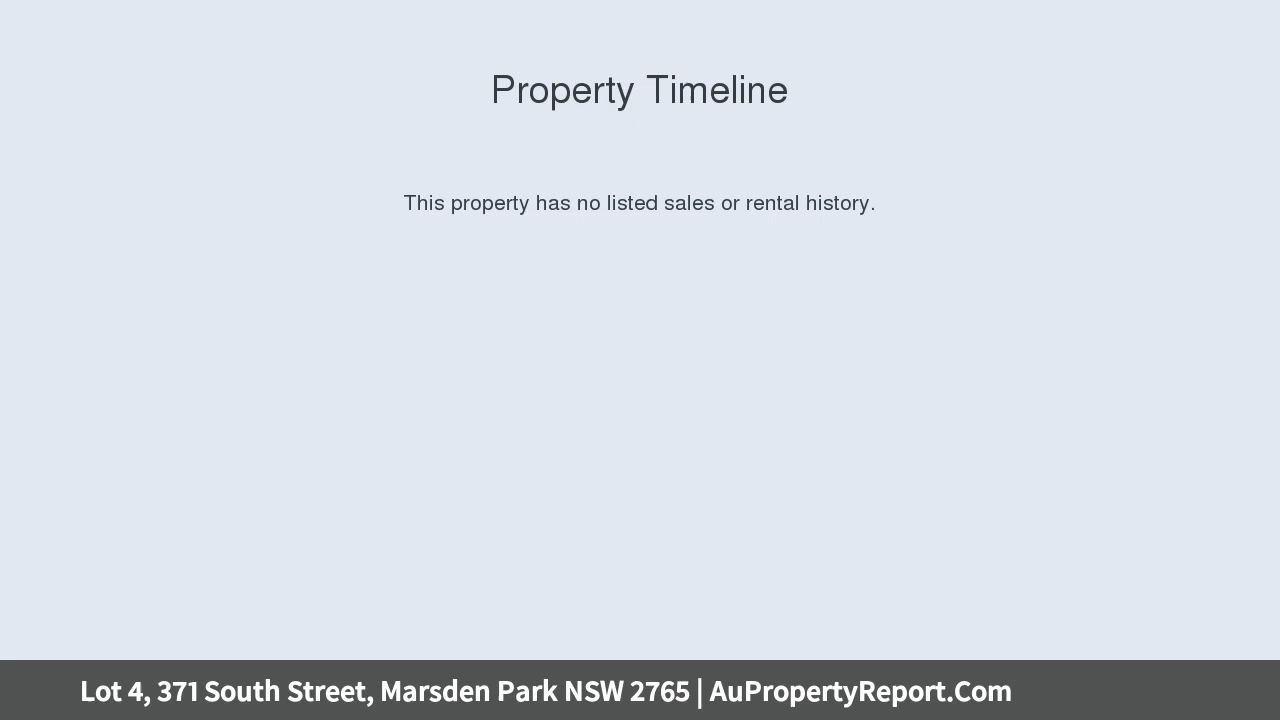 Property Timeline
This property has no listed sales or rental history.
Lot 4, 371 South Street, Marsden Park NSW 2765 | AuPropertyReport.Com